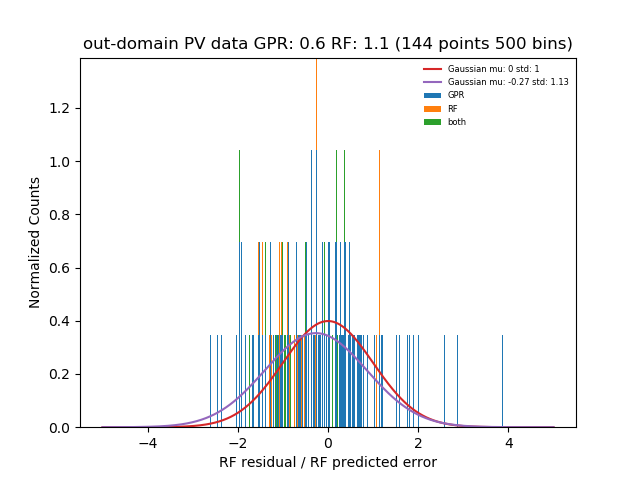 out-domain PV data GPR: 0.6 RF: 1.1 (144 points 500 bins)
Gaussian mu: 0 std: 1
Gaussian mu: -0.27 std: 1.13
GPR
RF
both
1.2
1.0
0.8
0.6
0.4
0.2
0.0
Normalized Counts
−4
−2
0
2
4
RF residual / RF predicted error